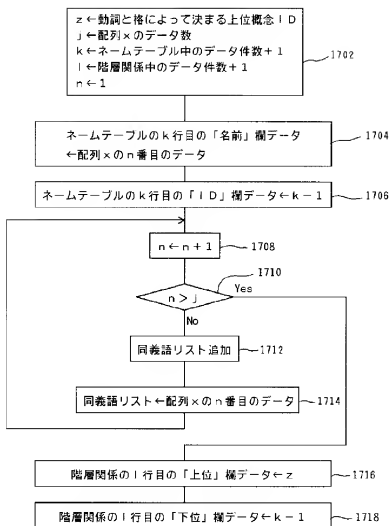 z←動詞と格によって決まる上位概念ID
j←配列xのデータ数
k←ネームテーブル中のデータ件数+1
l←階層関係中のデータ件数+1
n←1
1702
ネームテーブルのk行目の「名前」欄データ
←配列xのn番目のデータ
1704
ネームテーブルのk行目の「ID」欄データ←k-1
1706
n←n+1
1708
1710
n>j
Yes
No
同義語リスト追加
1712
同義語リスト←配列xのn番目のデータ
1714
階層関係のl行目の「上位」欄データ←z
1716
階層関係のl行目の「下位」欄データ←k-1
1718